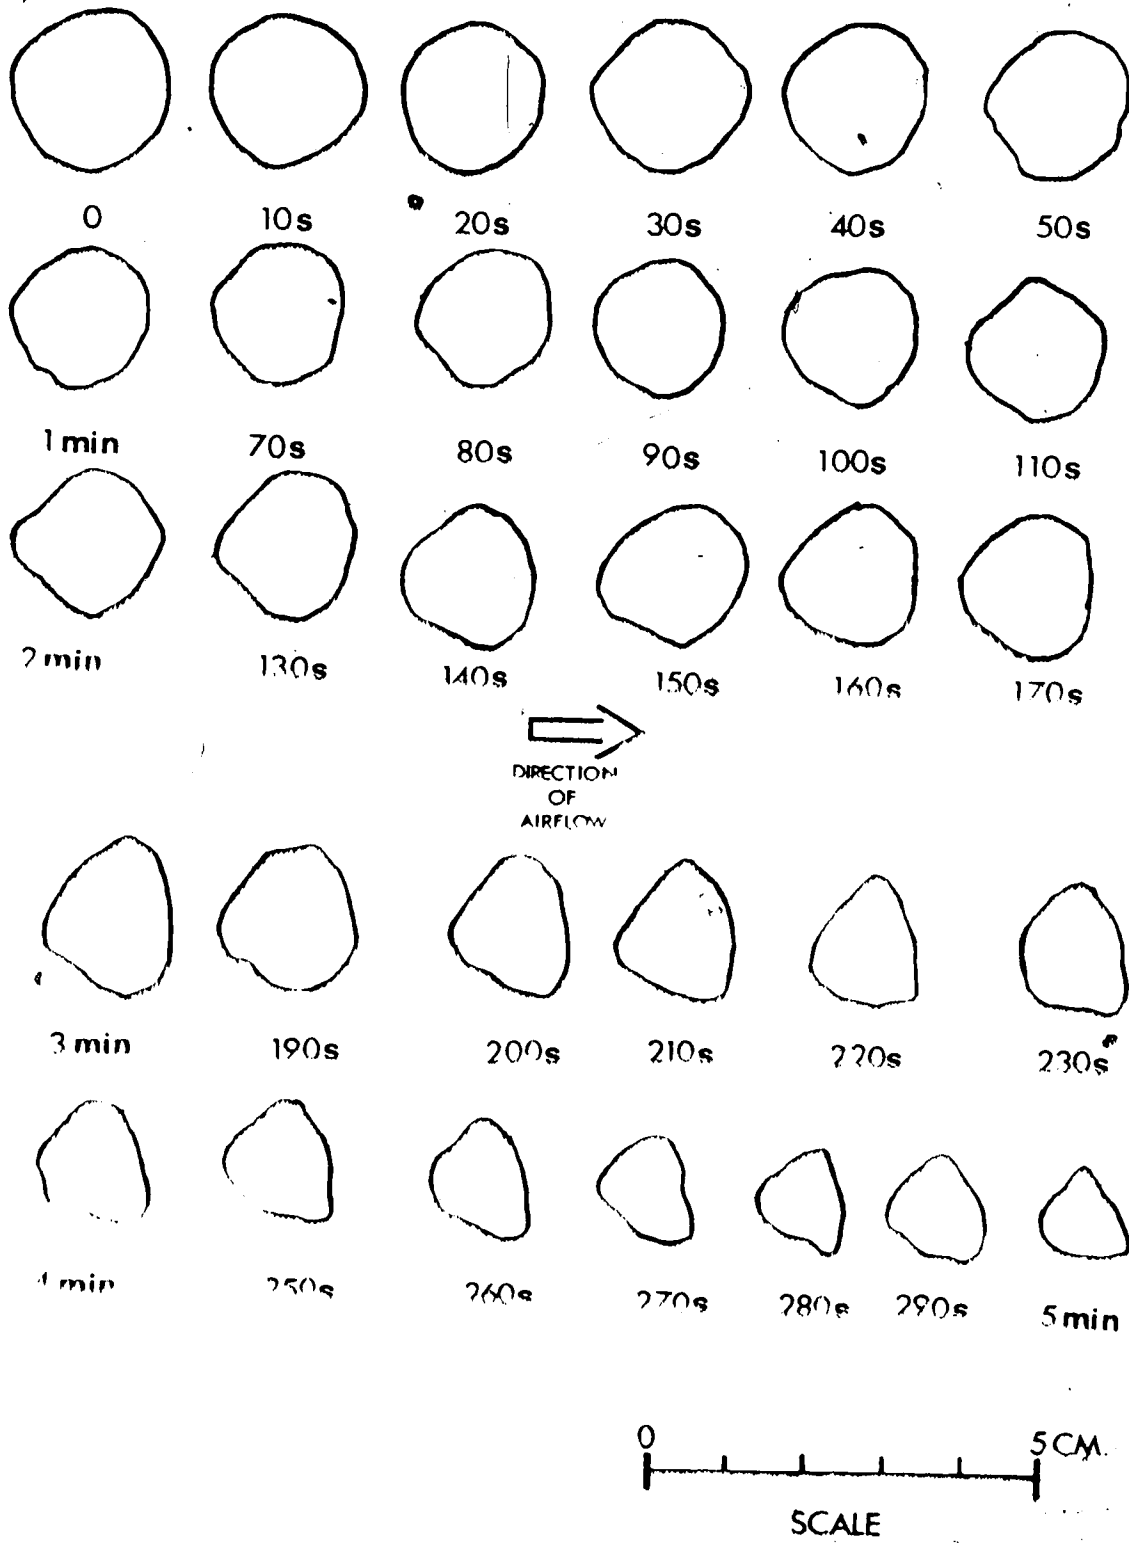 0 10s 20s 30s 40s 50s
1 min 70s 80s 90s 100s 110s
2 min 130s 140s 150s 160s 170s
DIRECTION
OF
AIRFLOW
3 min 190s 200s 210s 220s 230s
4 min 250s 260s 270s 280s 290s 5 min
0 5 CM.
SCALE